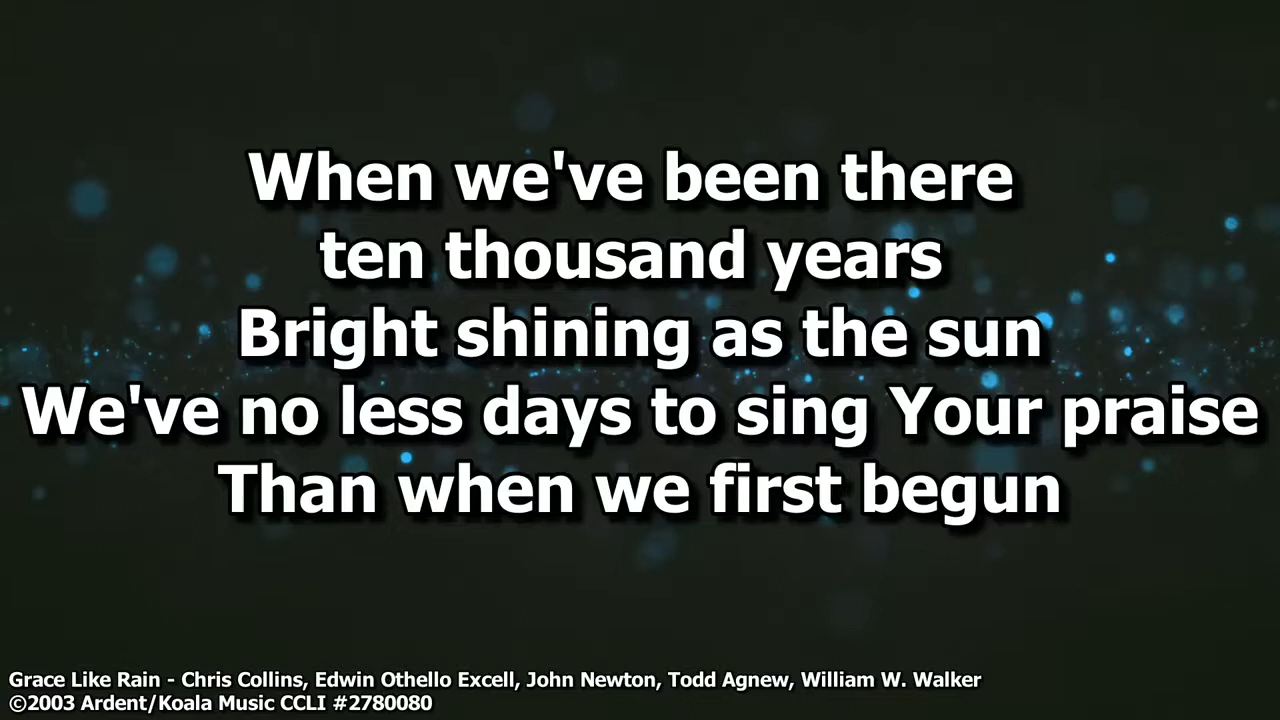 When we've been there
ten thousand years
Bright shining as the sun
We've no less days to sing Your praise
Than when we first begun
Grace Like Rain - Chris Collins, Edwin Othello Excell, John Newton, Todd Agnew, William W. Walker
©2003 Ardent/Koala Music CCLI #2780080